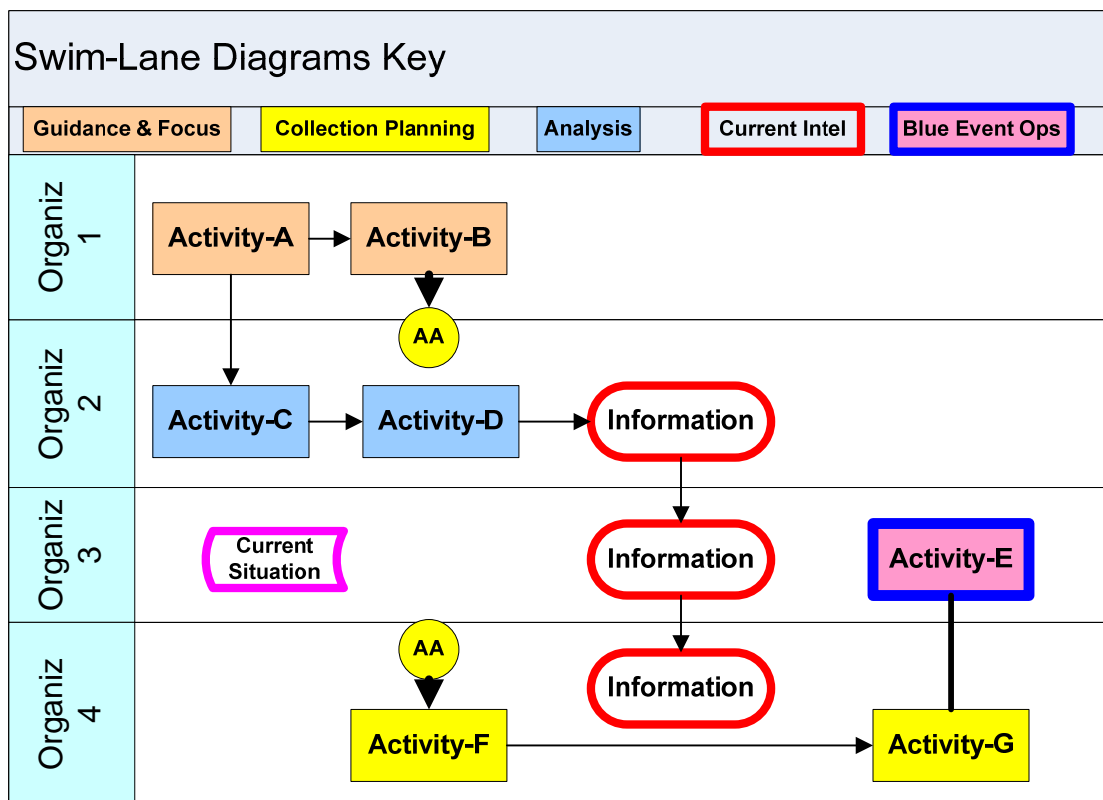 Swim-Lane Diagrams Key
Guidance & Focus
Collection Planning
Analysis
Current Intel
Blue Event Ops
Organiz
1
Activity-A
Activity-B
AA
Organiz
2
Activity-C
Activity-D
Information
Organiz
3
Current
Situation
Information
Activity-E
Organiz
4
AA
Information
Activity-F
Activity-G